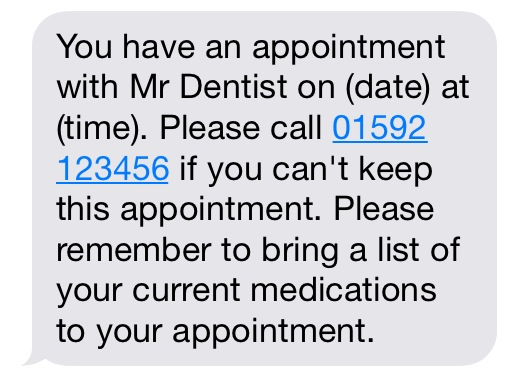 You have an appointment
with Mr Dentist on (date) at
(time). Please call 01592
123456 if you can't keep
this appointment. Please
remember to bring a list of
your current medications
to your appointment.